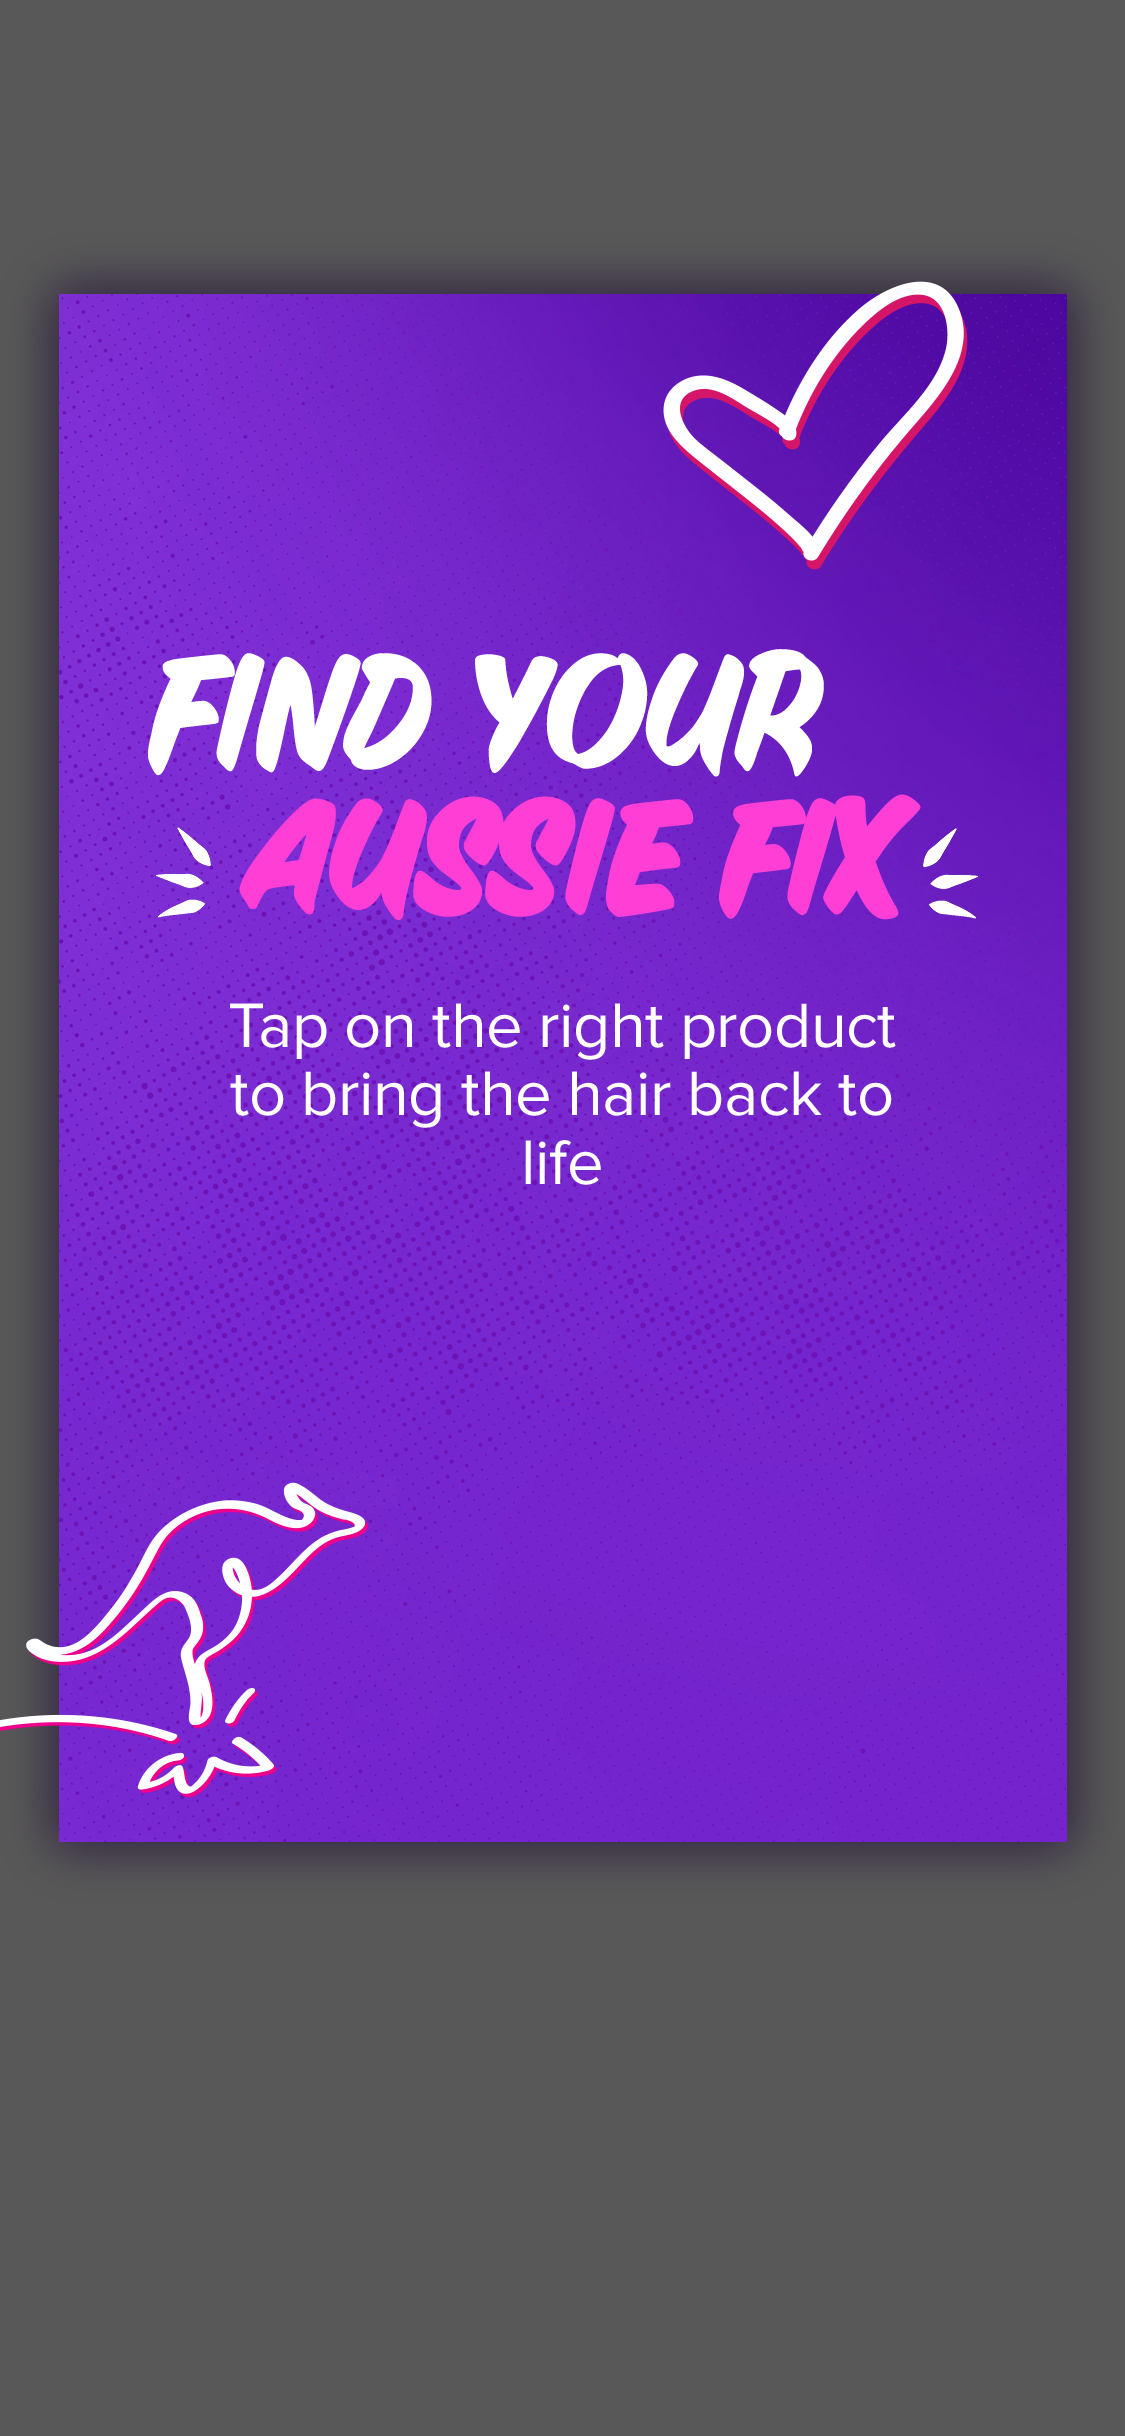 FIND YOUR
AUSSIE FIX
Tap on the right product
to bring the hair back to
life